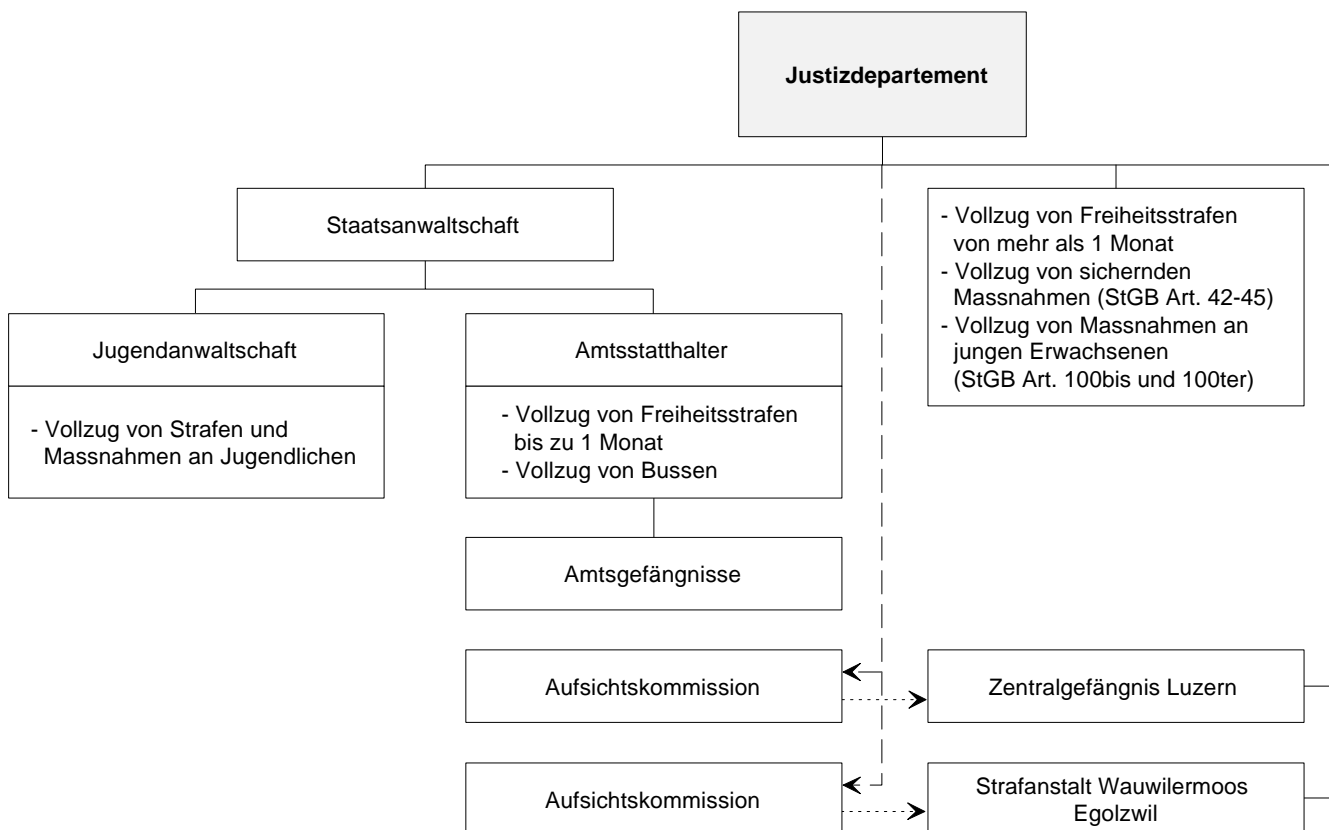 Justizdepartement
Staatsanwaltschaft
- Vollzug von Freiheitsstrafen
von mehr als 1 Monat
- Vollzug von sichernden
Massnahmen (StGB Art. 42-45)
- Vollzug von Massnahmen an
jungen Erwachsenen
(StGB Art. 100bis und 100ter)
Jugendanwaltschaft
- Vollzug von Strafen und
Massnahmen an Jugendlichen
Amtsstatthalter
- Vollzug von Freiheitsstrafen
bis zu 1 Monat
- Vollzug von Bussen
Amtsgefängnisse
Aufsichtskommission
Zentralgefängnis Luzern
Aufsichtskommission
Strafanstalt Wauwilermoos
Egolzwil